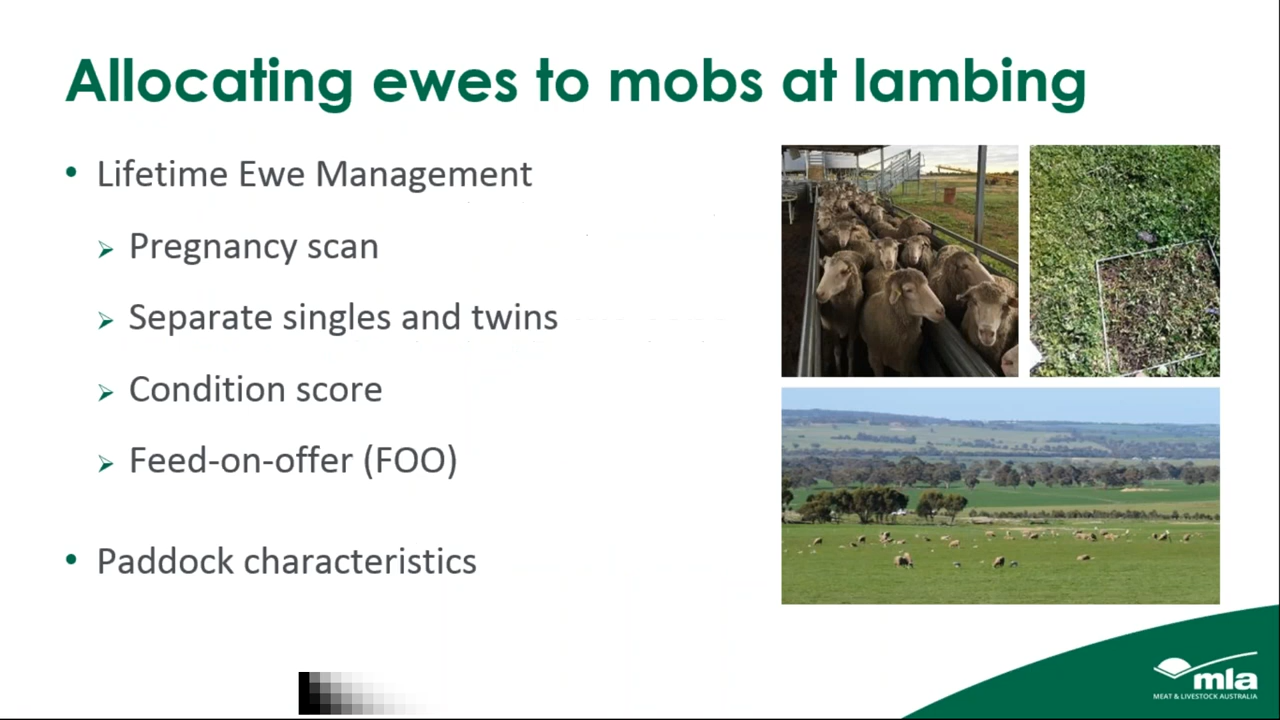 Allocating ewes to mobs at lambing
• Lifetime Ewe Management
➢ Pregnancy scan
➢ Separate singles and twins
➢ Condition score
➢ Feed-on-offer (FOO)
• Paddock characteristics
mla
MEAT & LIVESTOCK AUSTRALIA